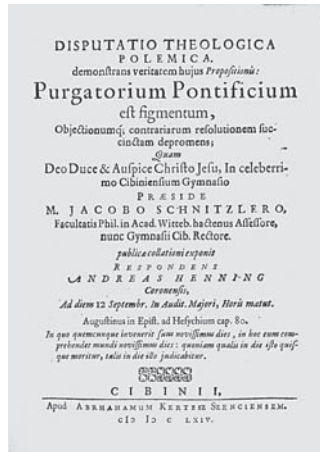 DISPUTATIO THEOLOGICA
POLEMICA,
demonstrans veritatem hujus Propositionis:
Purgatorium Pontificium
est figmentum,
Objectionumq; contrariarum resolutionem suc-
cinctam depromens;
Quam
Deo Duce & Auspice Christo Jesu, In celeberri-
mo Cibiniensium Gymnasio
PRÆSIDE
M. JACOBO SCHNITZLERO,
Facultatis Phil. in Acad. Witteb. hactenus Assessore,
nunc Gymnasii Cib. Rectore.
publicæ collationi exponit
RESPONDENS
ANDREAS HENNING
Coronensis,
Ad diem 12 Septembr. In Audit. Majori, Horis matut.
Augustinus in Epist. ad Hesychium cap. 80.
In quo quemcunque invenerit suus novissimus dies, in hoc eum com-
prehendet mundi novissimus dies: quoniam qualis in die isto quis-
que moritur, talis in die illo judicabitur.
CIBINII,
Apud ABRAHAMUM KERTESZ SZENCIENSEM.
cIↄ Iↄ C LXIV.